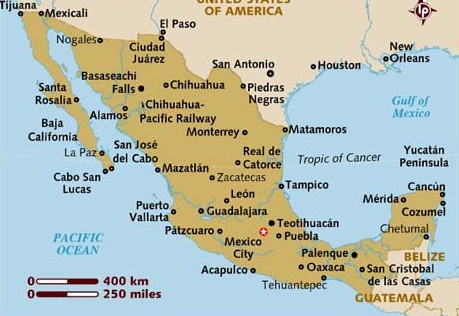 UNITED STATES
OF AMERICA
LP
Tijuana
Mexicali
El Paso
Nogales
Ciudad
Juárez
San Antonio
Houston
New
Orleans
Basaseachi
Falls
Chihuahua
Santa
Rosalia
Piedras
Negras
Gulf of
Mexico
Chihuahua-
Pacific Railway
Alamos
Baja
California
Monterrey
Matamoros
San José
del Cabo
La Paz
Real de
Catorce
Tropic of Cancer
Yucatán
Peninsula
Mazatlán
Zacatecas
Cabo San
Lucas
Tampico
Cancún
León
Mérida
Puerto
Vallarta
Guadalajara
Cozumel
Teotihuacán
Chetumal
Pátzcuaro
Puebla
PACIFIC
OCEAN
Mexico
City
Palenque
BELIZE
Acapulco
Oaxaca
San Cristobal
de las Casas
Tehuantepec
GUATEMALA
0 400 km
0 250 miles